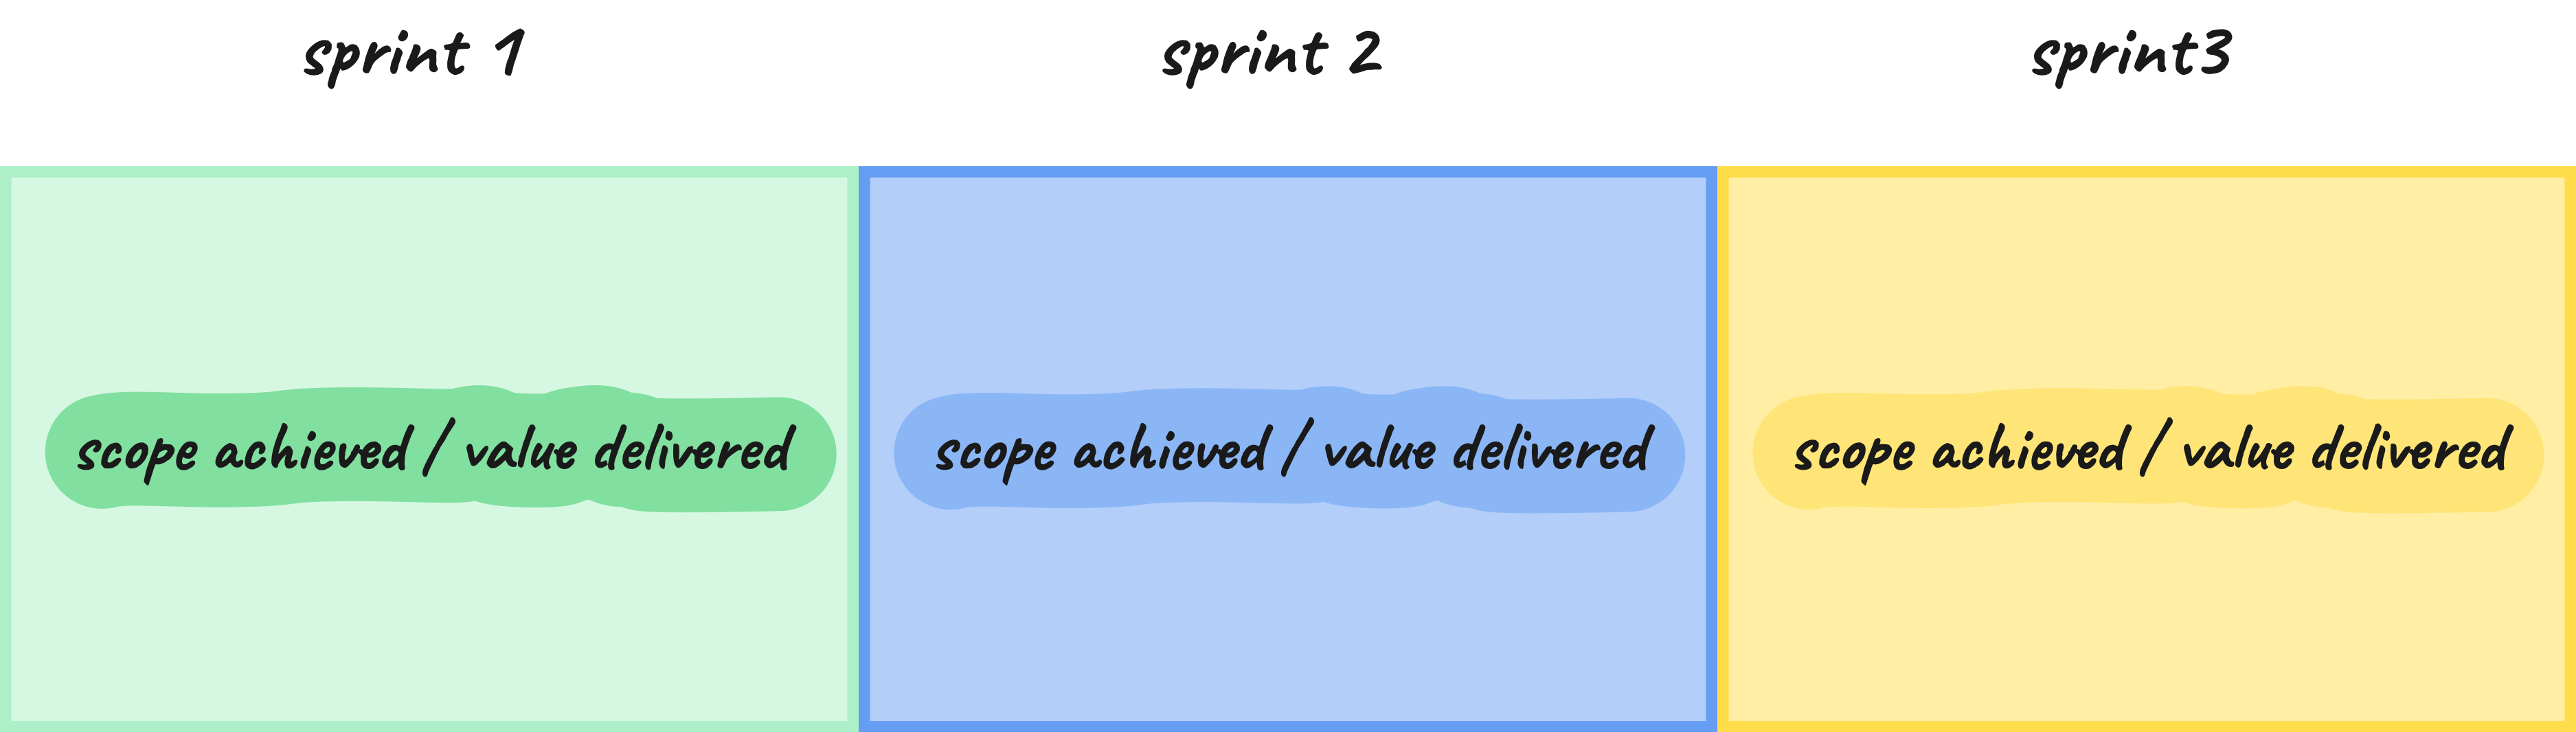 sprint 1
sprint 2
sprint3
scope achieved / value delivered
scope achieved / value delivered
scope achieved / value delivered